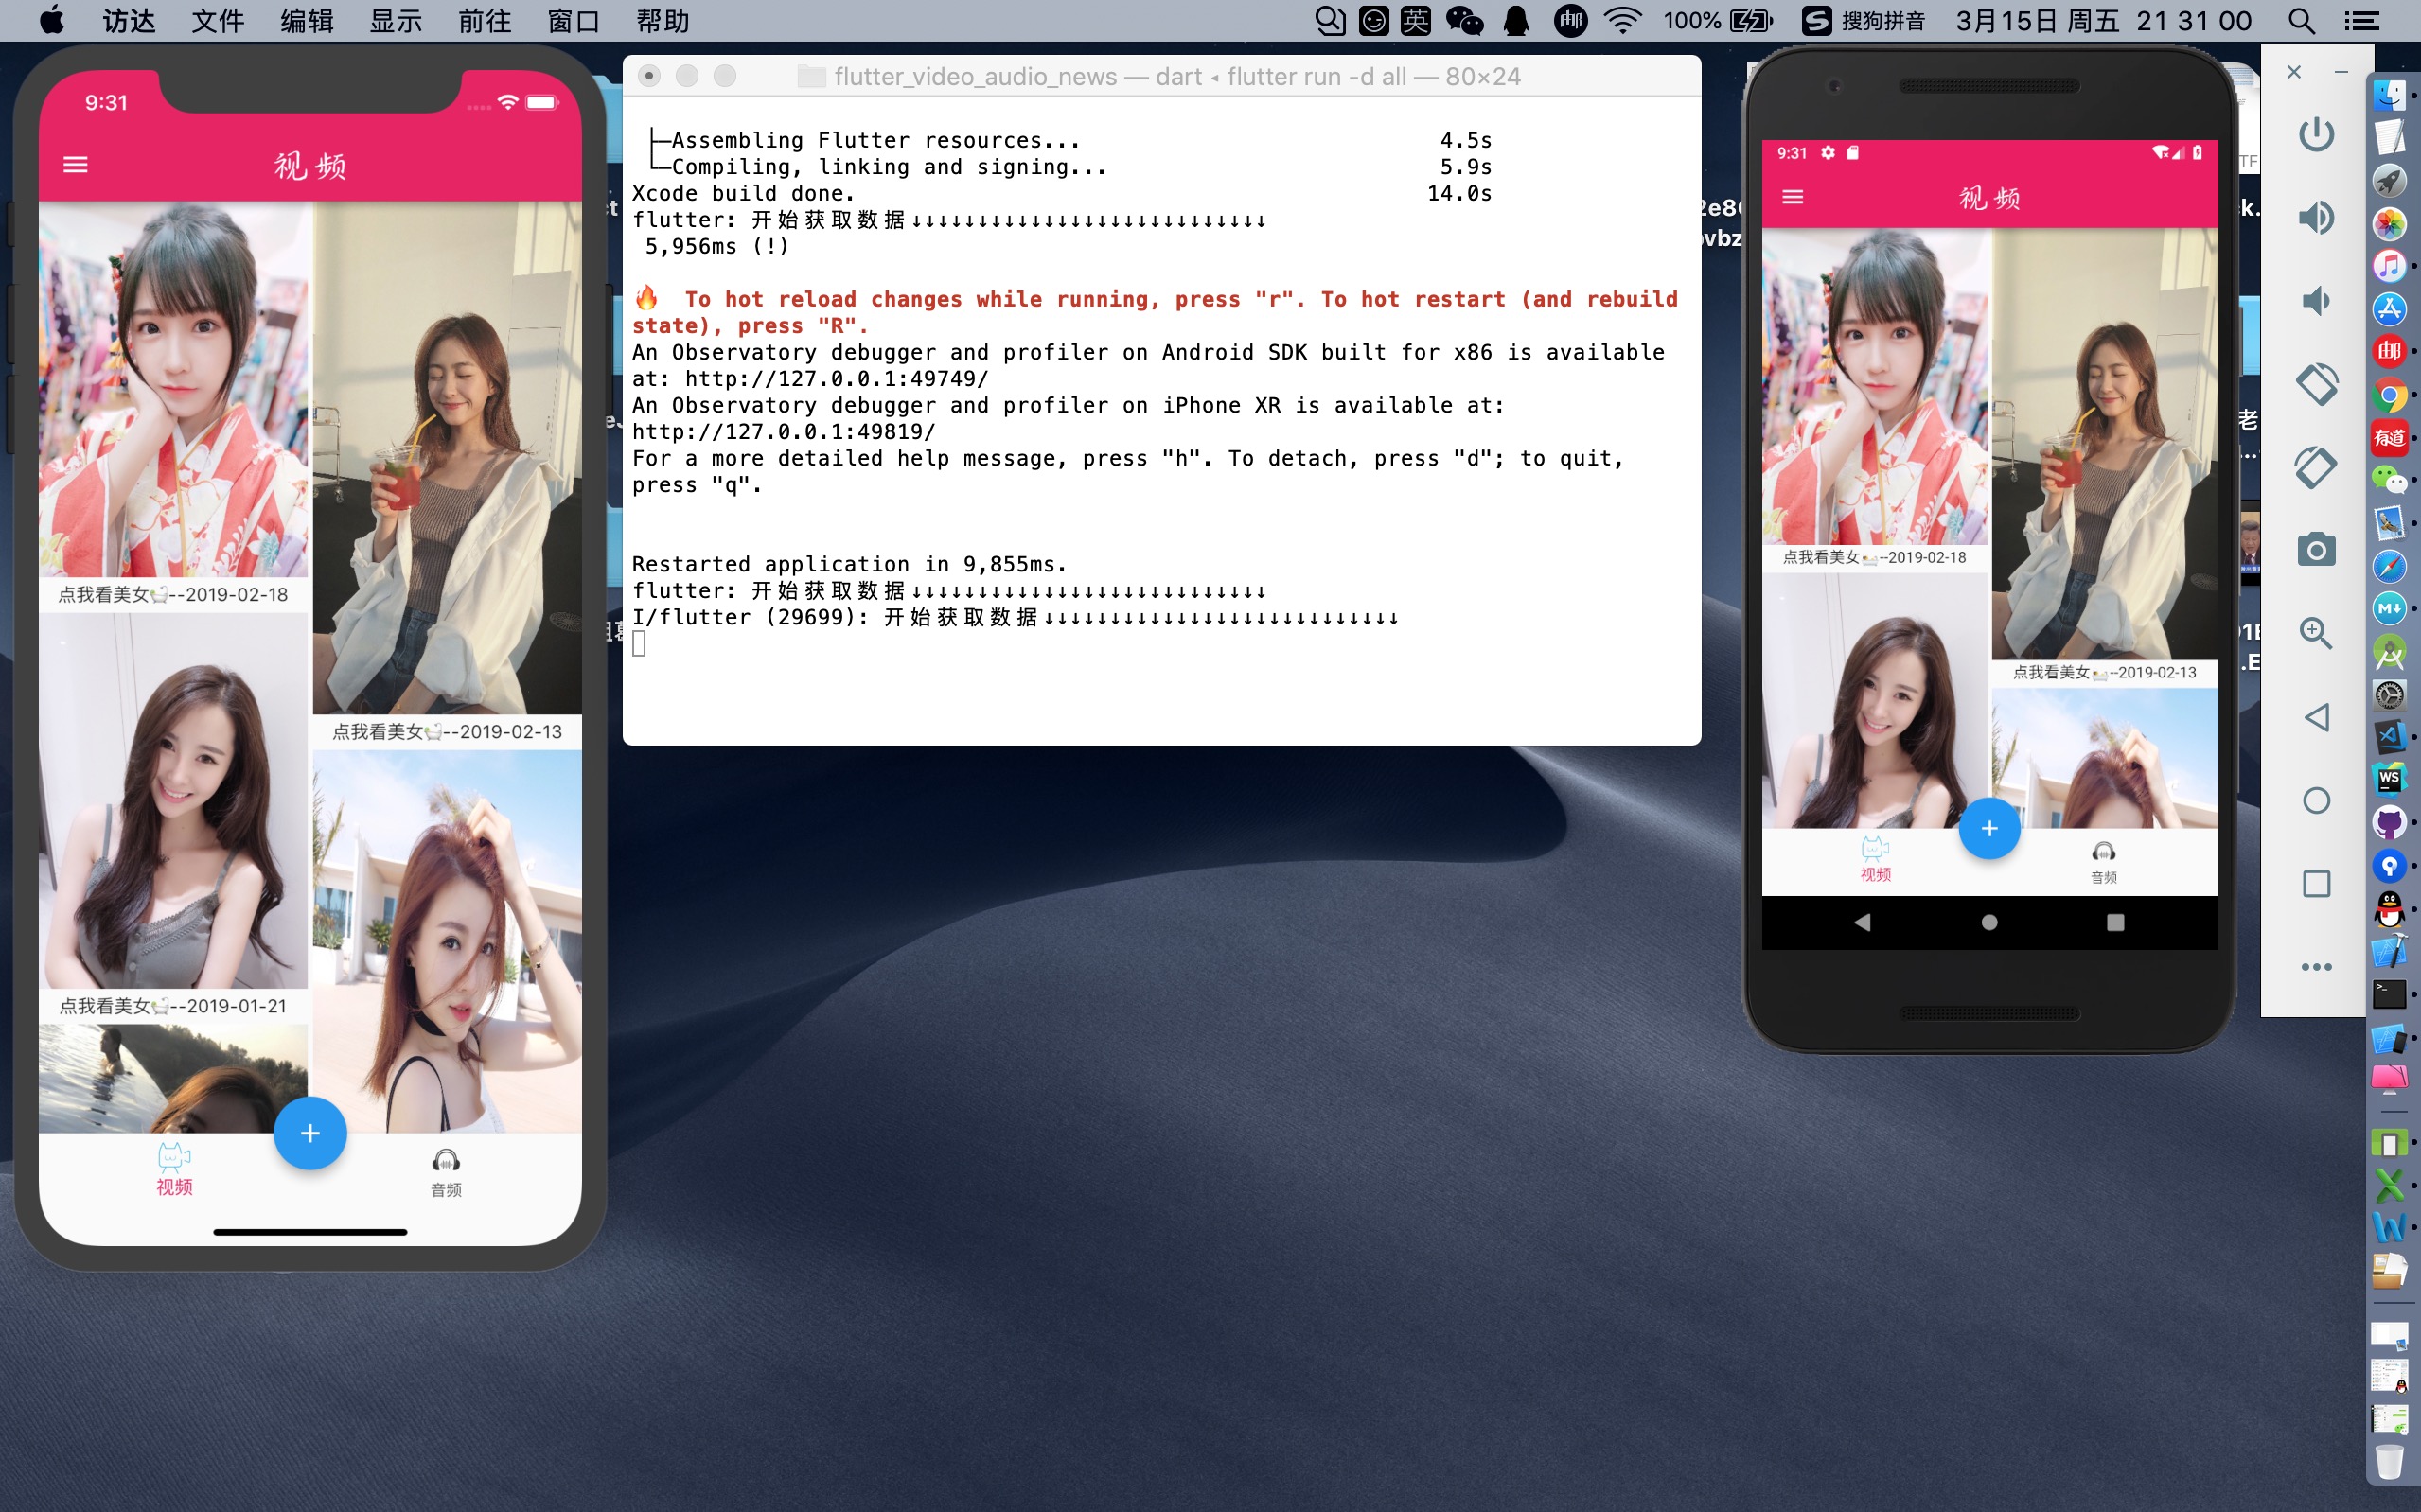 访达 文件 编辑 显示 前往 窗口 帮助
英 邮 100% S 搜狗拼音 3月15日 周五 21 31 00
9:31
视频
点我看美女🛀--2019-02-18
点我看美女🛀--2019-02-13
点我看美女🛀--2019-01-21
+
视频
音频
flutter_video_audio_news — dart ◂ flutter run -d all — 80×24
├─Assembling Flutter resources... 4.5s
└─Compiling, linking and signing... 5.9s
Xcode build done. 14.0s
flutter: 开始获取数据↓↓↓↓↓↓↓↓↓↓↓↓↓↓↓↓↓↓↓↓↓↓↓↓↓↓↓
5,956ms (!)
🔥 To hot reload changes while running, press "r". To hot restart (and rebuild
state), press "R".
An Observatory debugger and profiler on Android SDK built for x86 is available
at: http://127.0.0.1:49749/
An Observatory debugger and profiler on iPhone XR is available at:
http://127.0.0.1:49819/
For a more detailed help message, press "h". To detach, press "d"; to quit,
press "q".
Restarted application in 9,855ms.
flutter: 开始获取数据↓↓↓↓↓↓↓↓↓↓↓↓↓↓↓↓↓↓↓↓↓↓↓↓↓↓↓
I/flutter (29699): 开始获取数据↓↓↓↓↓↓↓↓↓↓↓↓↓↓↓↓↓↓↓↓↓↓↓↓↓↓↓
9:31
视频
点我看美女🛀--2019-02-18
点我看美女🛀--2019-02-13
+
视频
音频
邮
有道
M↓
WS